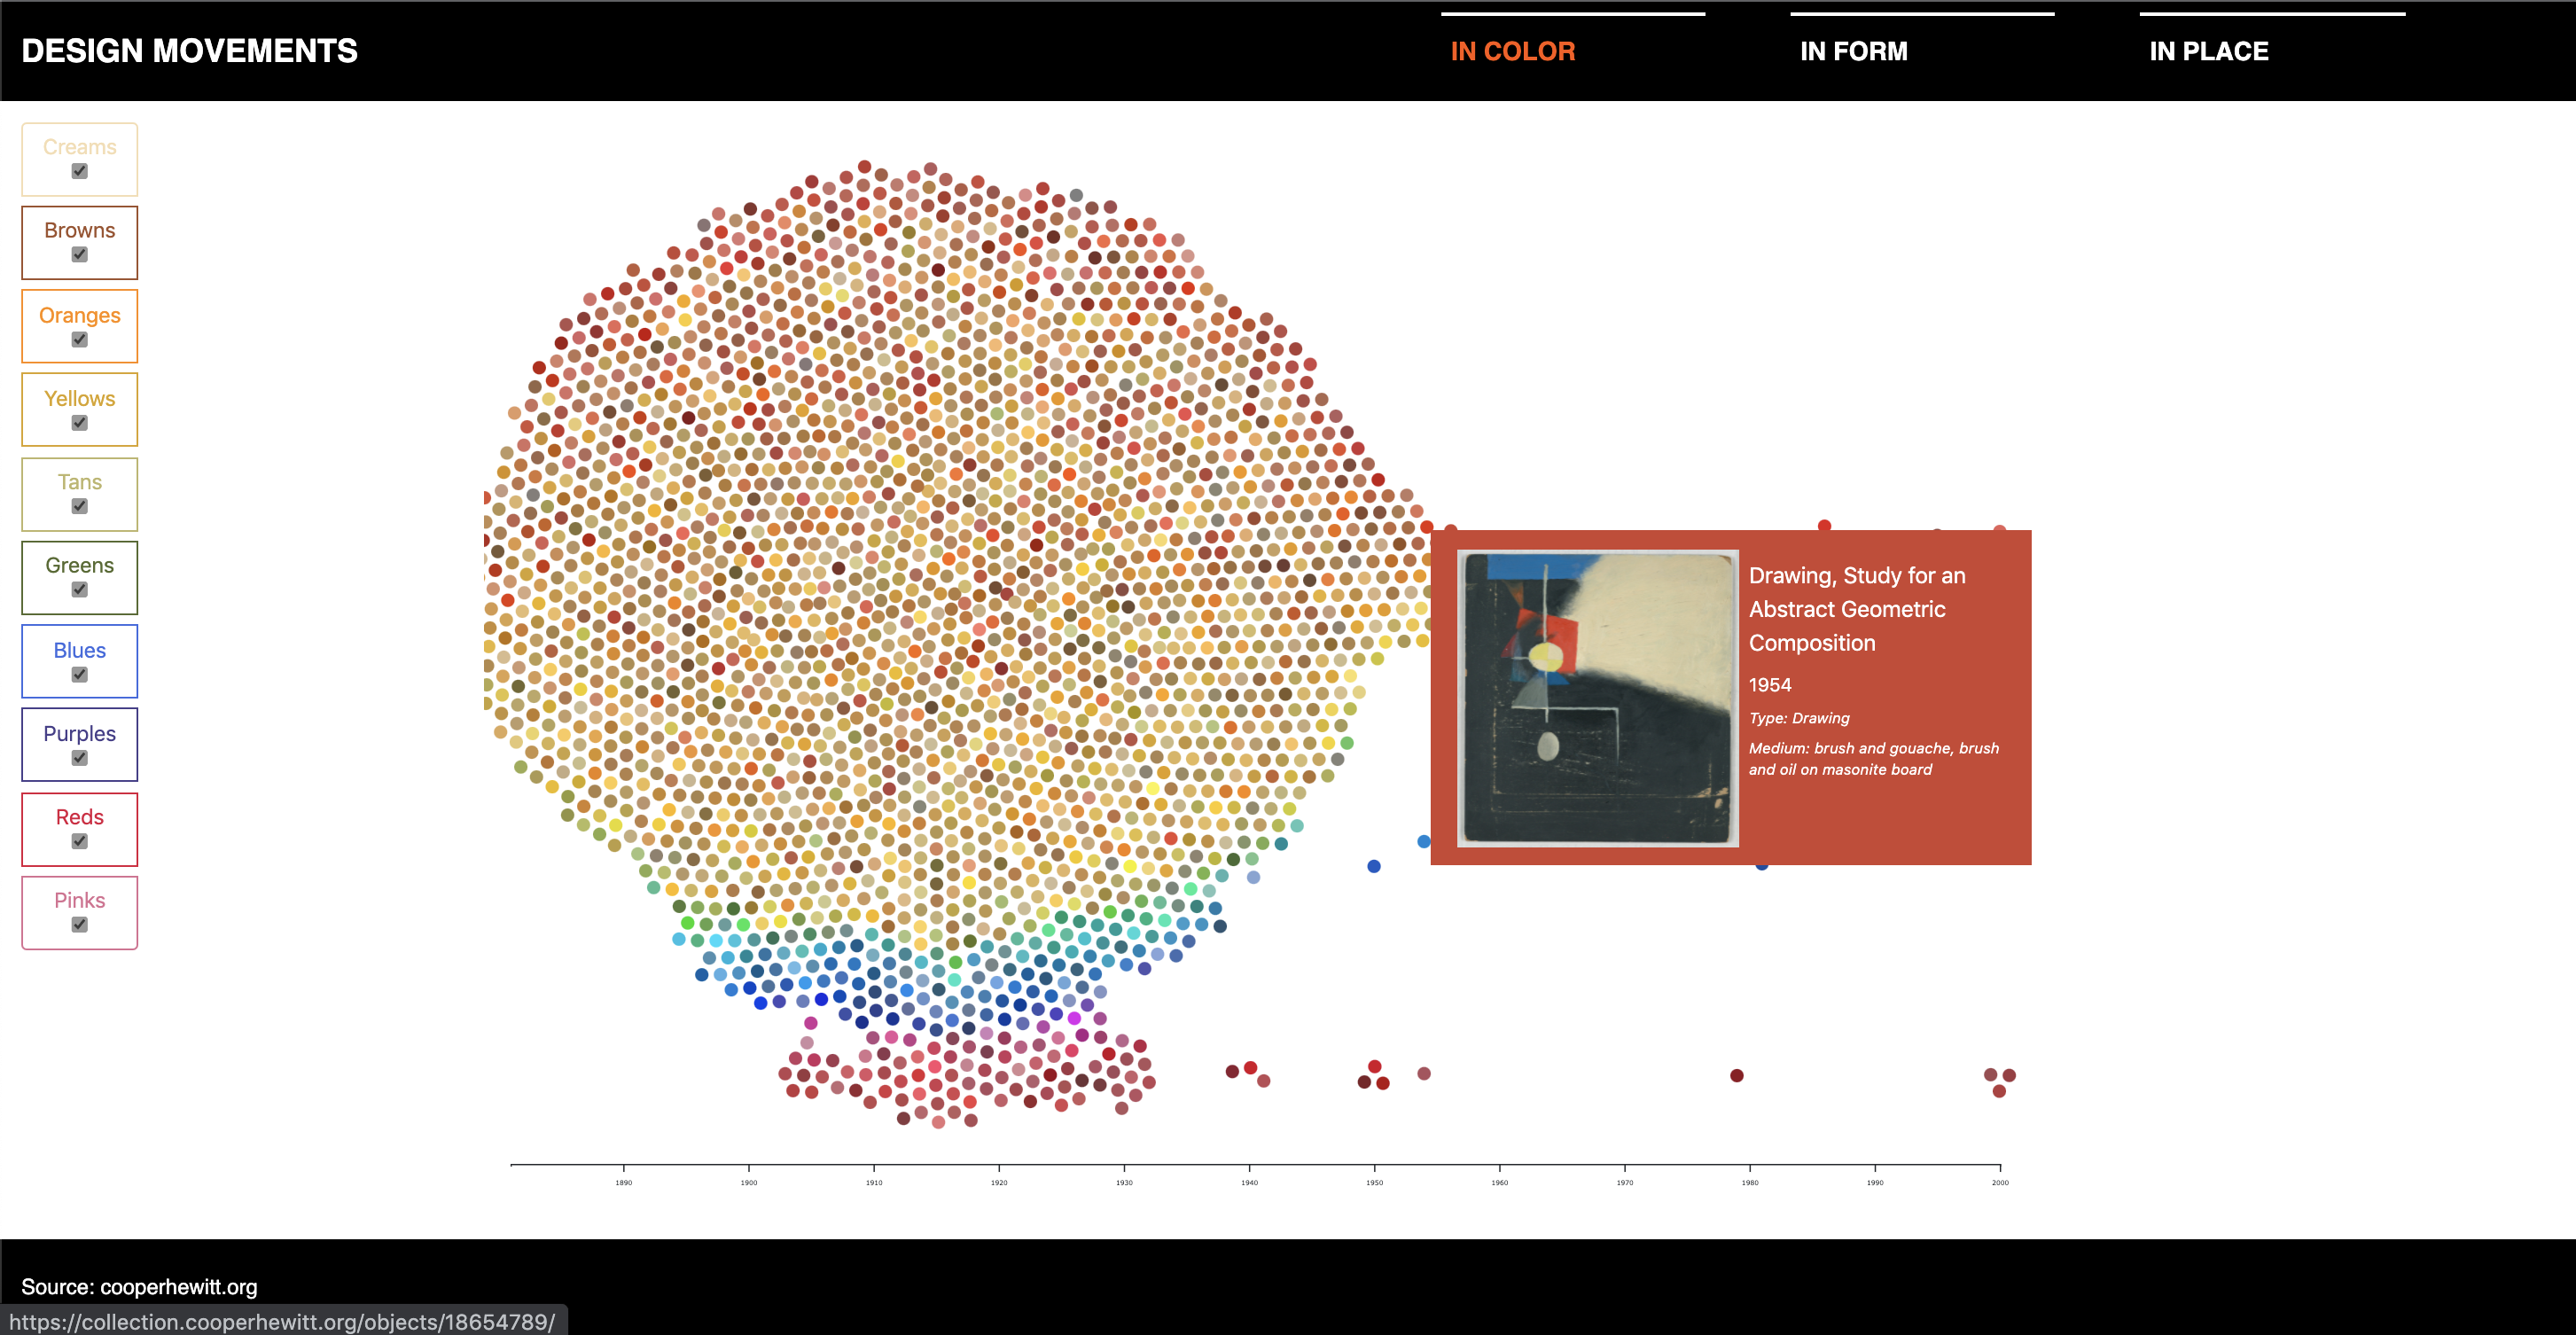 DESIGN MOVEMENTS
IN COLOR
IN FORM
IN PLACE
Creams
Browns
Oranges
Yellows
Tans
Greens
Blues
Purples
Reds
Pinks
Drawing, Study for an
Abstract Geometric
Composition
1954
Type: Drawing
Medium: brush and gouache, brush
and oil on masonite board
1890 1900 1910 1920 1930 1940 1950 1960 1970 1980 1990 2000
Source: cooperhewitt.org
https://collection.cooperhewitt.org/objects/18654789/